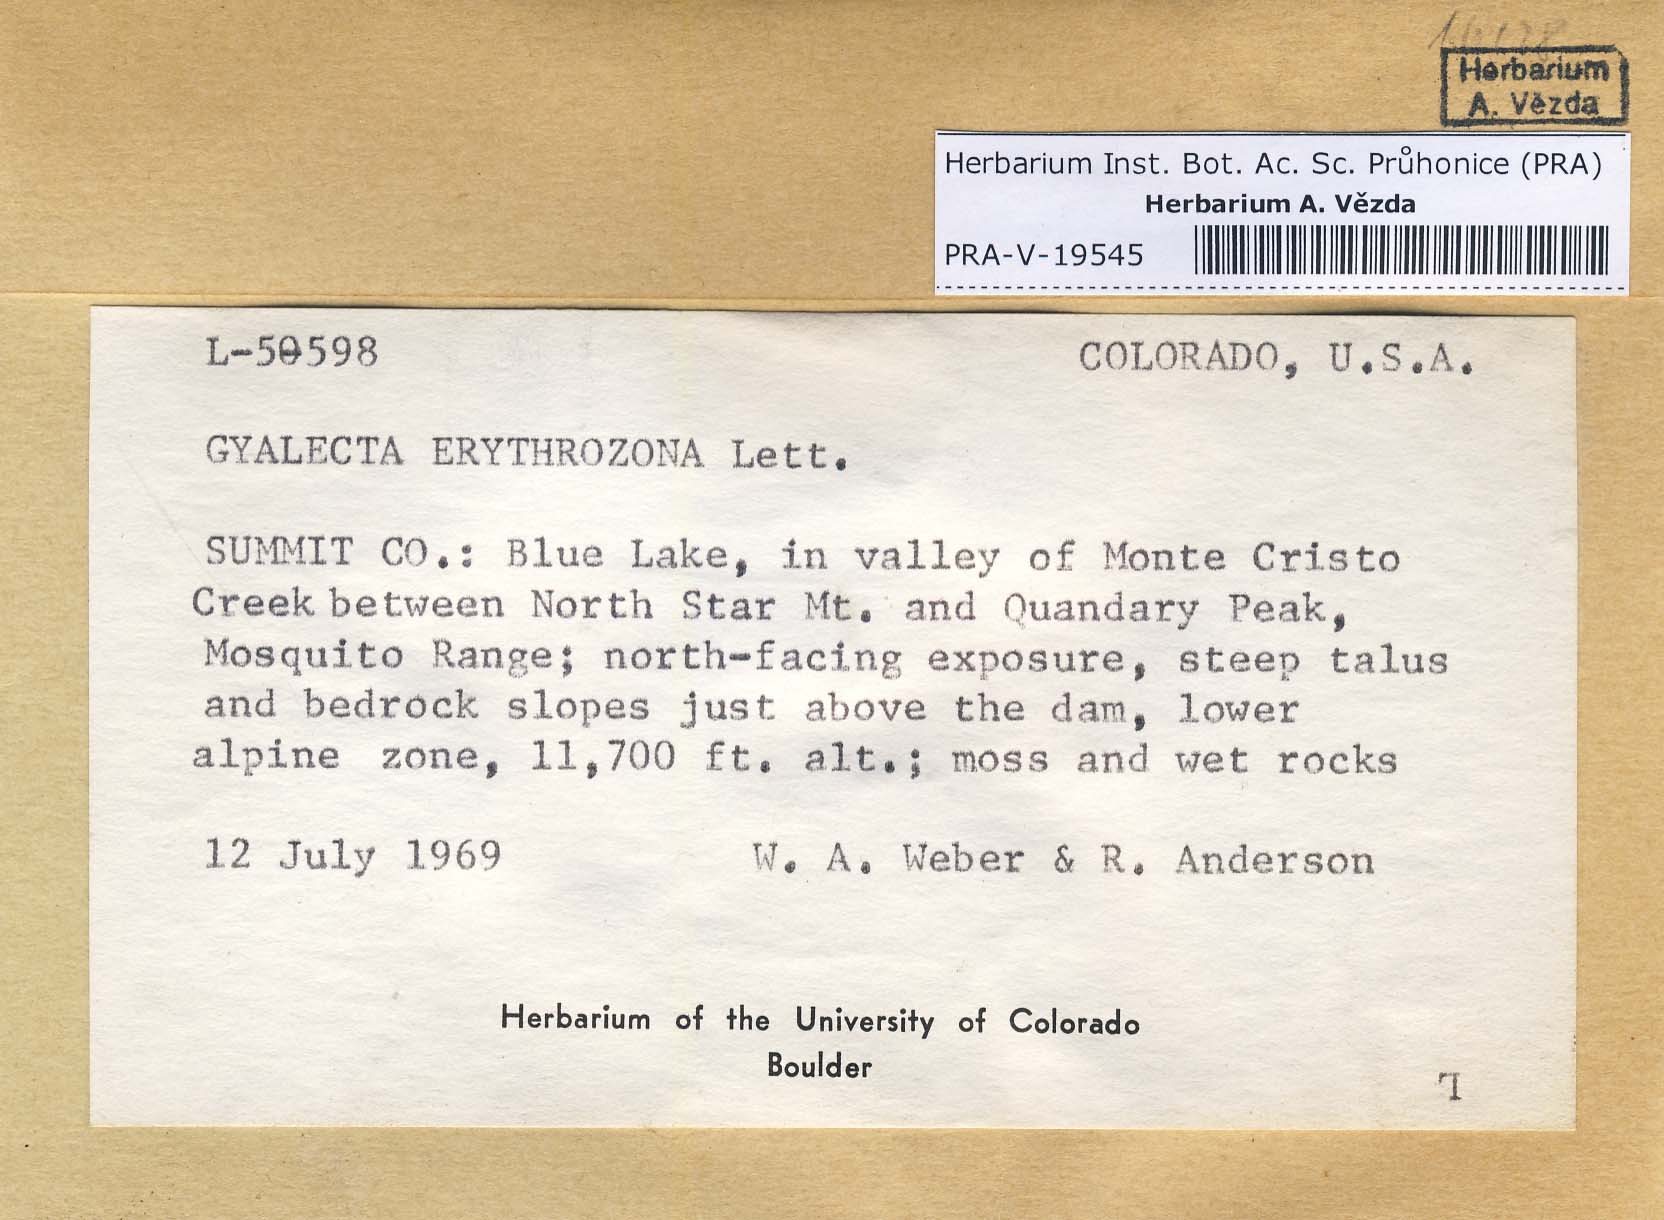 Herbarium
A. Vězda
Herbarium Inst. Bot. Ac. Sc. Průhonice (PRA)
Herbarium A. Vězda
PRA-V-19545
L-50598
COLORADO, U.S.A.
GYALECTA ERYTHROZONA Lett.
SUMMIT CO.: Blue Lake, in valley of Monte Cristo
Creek between North Star Mt. and Quandary Peak,
Mosquito Range; north-facing exposure, steep talus
and bedrock slopes just above the dam, lower
alpine zone, 11,700 ft. alt.; moss and wet rocks
12 July 1969
W. A. Weber & R. Anderson
Herbarium of the University of Colorado
Boulder